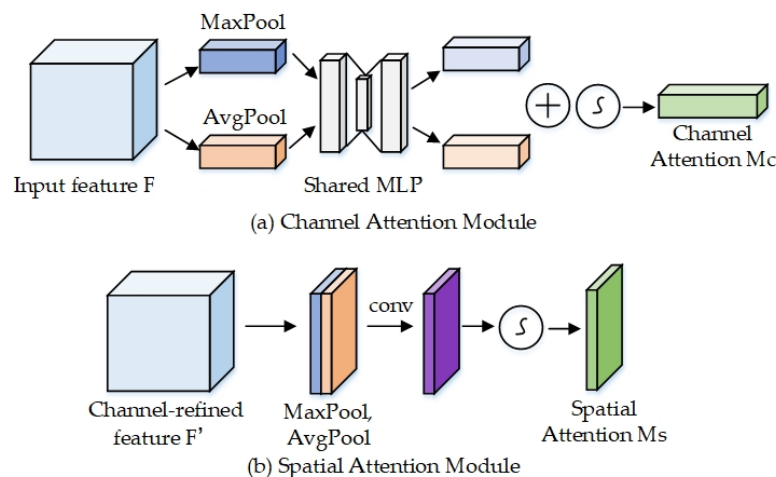 MaxPool
AvgPool
Input feature F
Shared MLP
Channel
Attention Mc
(a) Channel Attention Module
conv
Channel-refined
feature F'
MaxPool,
AvgPool
Spatial
Attention Ms
(b) Spatial Attention Module